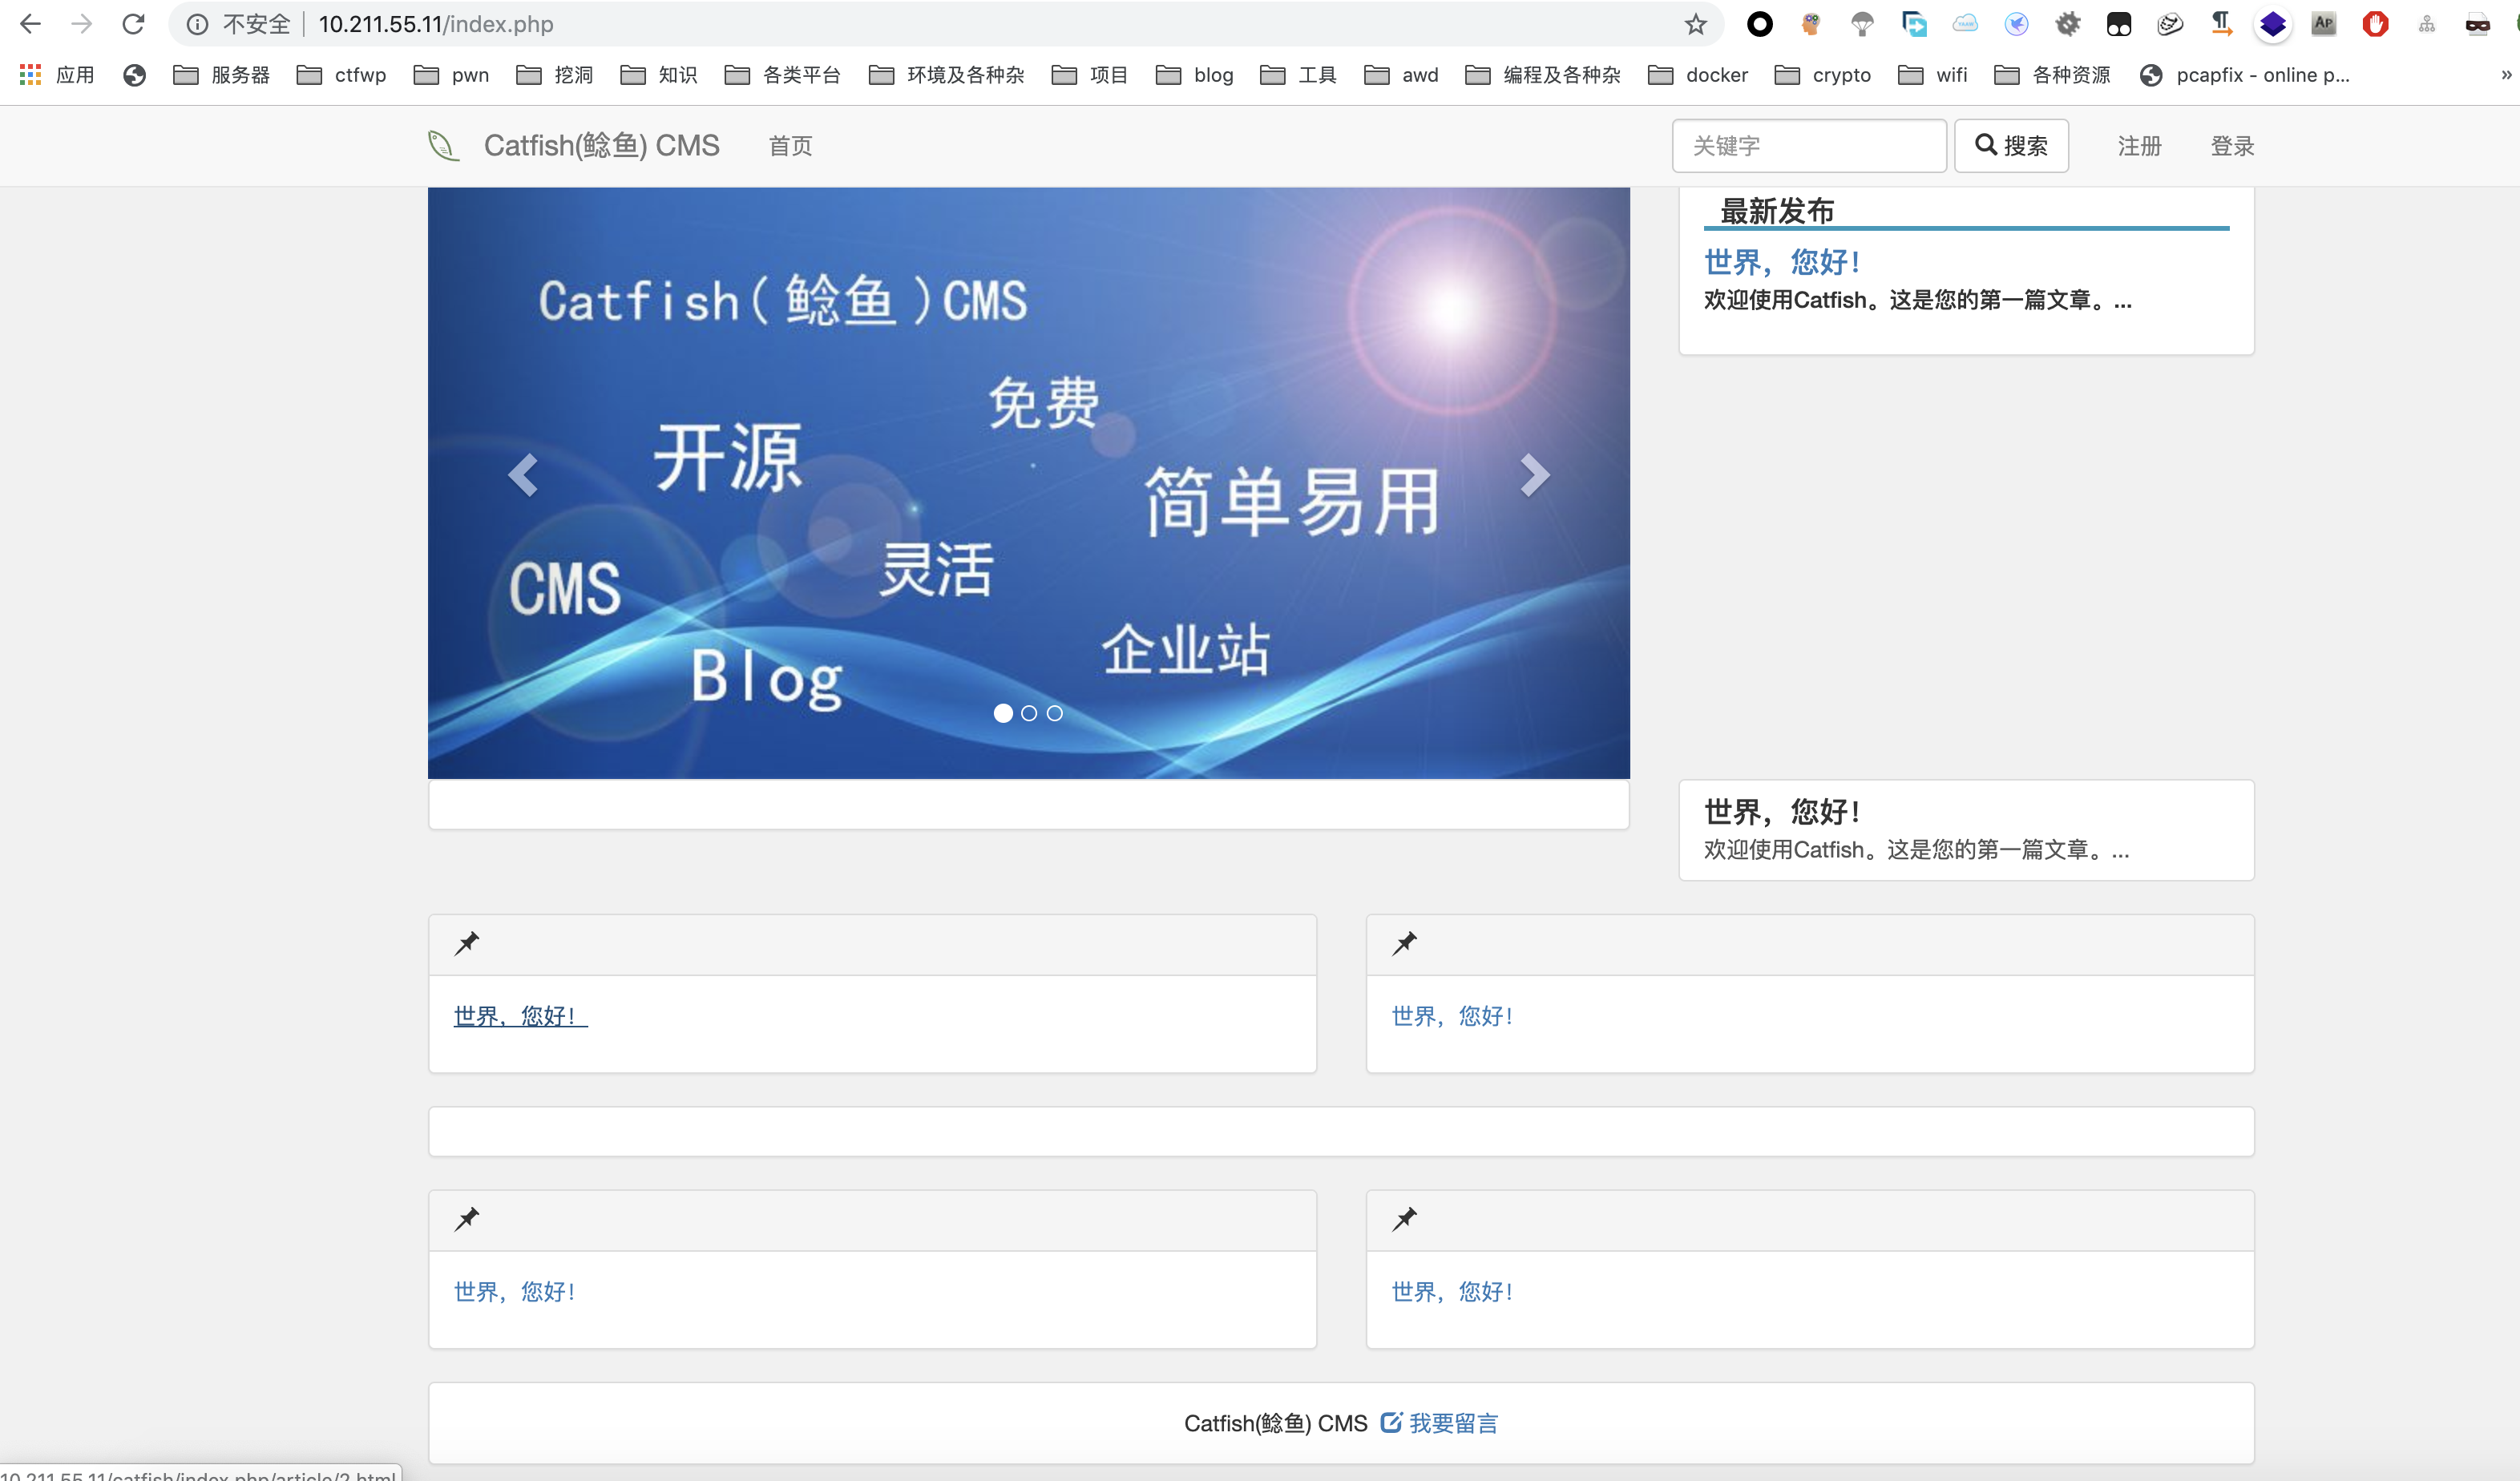 不安全 10.211.55.11/index.php
应用 服务器 ctfwp pwn 挖洞 知识 各类平台 环境及各种杂 项目 blog 工具 awd 编程及各种杂 docker crypto wifi 各种资源 pcapfix - online p... »
Catfish(鲶鱼) CMS 首页 关键字 搜索 注册 登录
Catfish(鲶鱼)CMS
免费
开源
简单易用
灵活
CMS
企业站
Blog
最新发布
世界，您好！
欢迎使用Catfish。这是您的第一篇文章。...
世界，您好！
欢迎使用Catfish。这是您的第一篇文章。...
世界，您好！
世界，您好！
世界，您好！
世界，您好！
Catfish(鲶鱼) CMS 我要留言
10.211.55.11/catfish/index.php/article/2.html